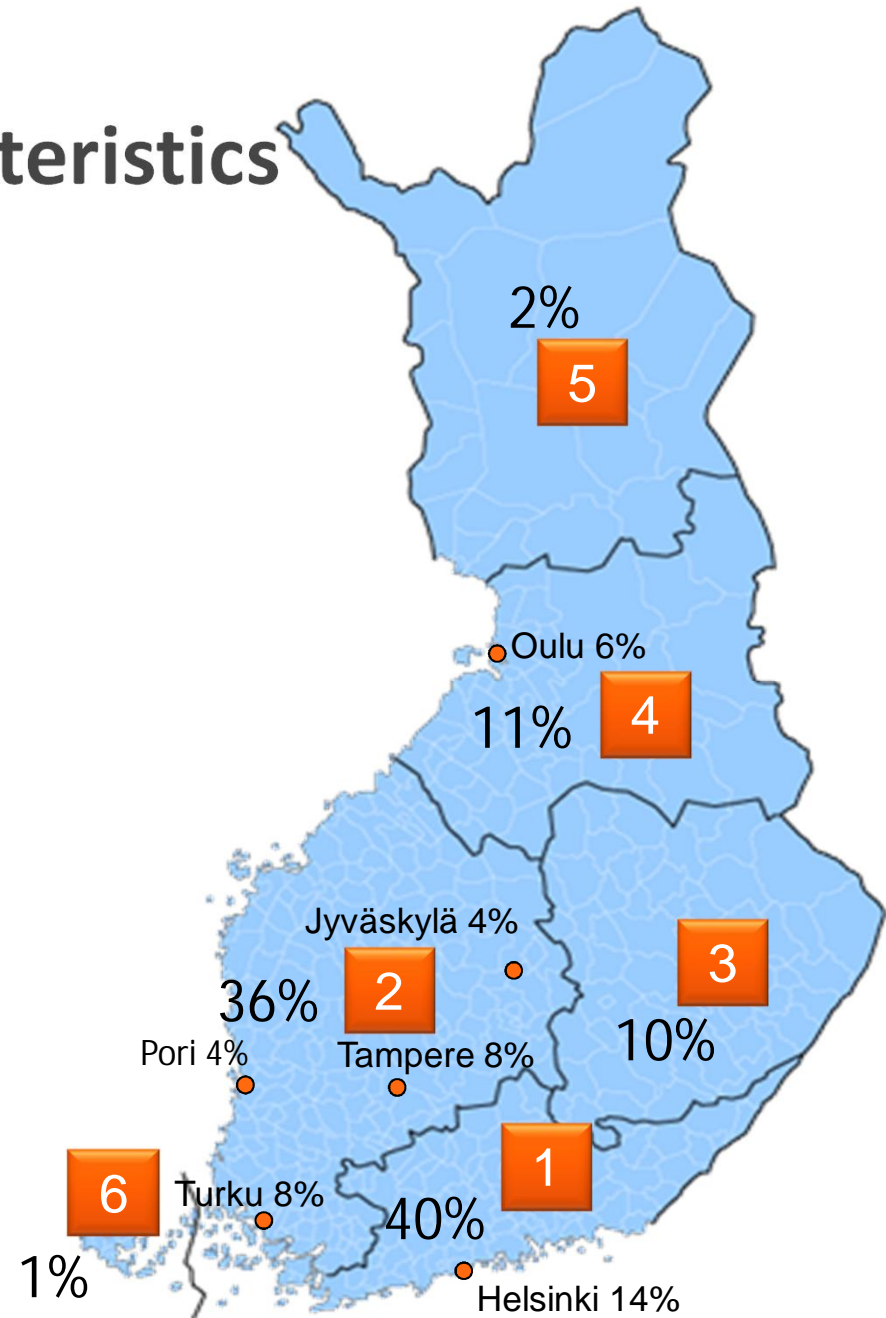 teristics
2%
5
Oulu 6%
11%
4
Jyväskylä 4%
3
2
36%
10%
Pori 4%
Tampere 8%
1
6
Turku 8%
40%
1%
Helsinki 14%